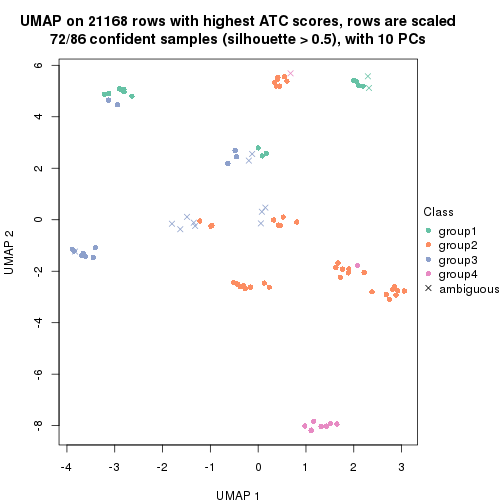 UMAP on 21168 rows with highest ATC scores, rows are scaled
72/86 confident samples (silhouette > 0.5), with 10 PCs
6
4
2
0
-2
-4
-6
-8
UMAP 2
-4
-3
-2
-1
0
1
2
3
UMAP 1
Class
group1
group2
group3
group4
ambiguous